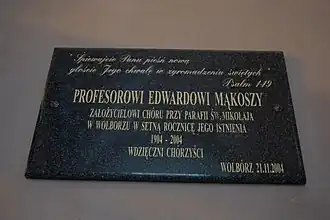 "Śpiewajcie Panu pieśń nową
głoście Jego chwałę w zgromadzeniu świętych"
Psalm 149
PROFESOROWI EDWARDOWI MĄKOSZY
ZAŁOŻYCIELOWI CHÓRU PRZY PARAFII ŚW. MIKOŁAJA
W WOLBORZU W SETNĄ ROCZNICĘ JEGO ISTNIENIA
1904 - 2004
WDZIĘCZNI CHÓRZYŚCI
WOLBÓRZ 21.11.2004